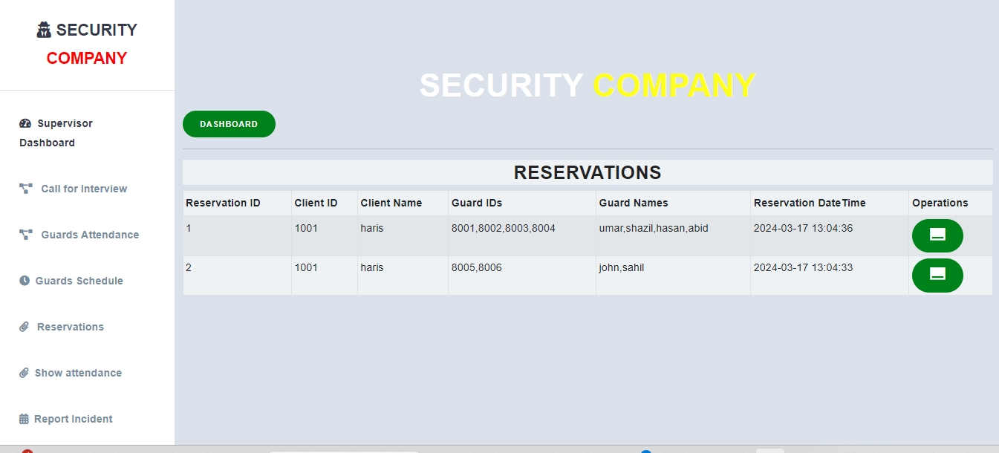 SECURITY
COMPANY
Supervisor
Dashboard
Call for Interview
Guards Attendance
Guards Schedule
Reservations
Show attendance
Report Incident
SECURITY COMPANY
DASHBOARD
RESERVATIONS
Reservation ID Client ID Client Name Guard IDs Guard Names Reservation DateTime Operations
1 1001 haris 8001,8002,8003,8004 umar,shazil,hasan,abid 2024-03-17 13:04:36
2 1001 haris 8005,8006 john,sahil 2024-03-17 13:04:33